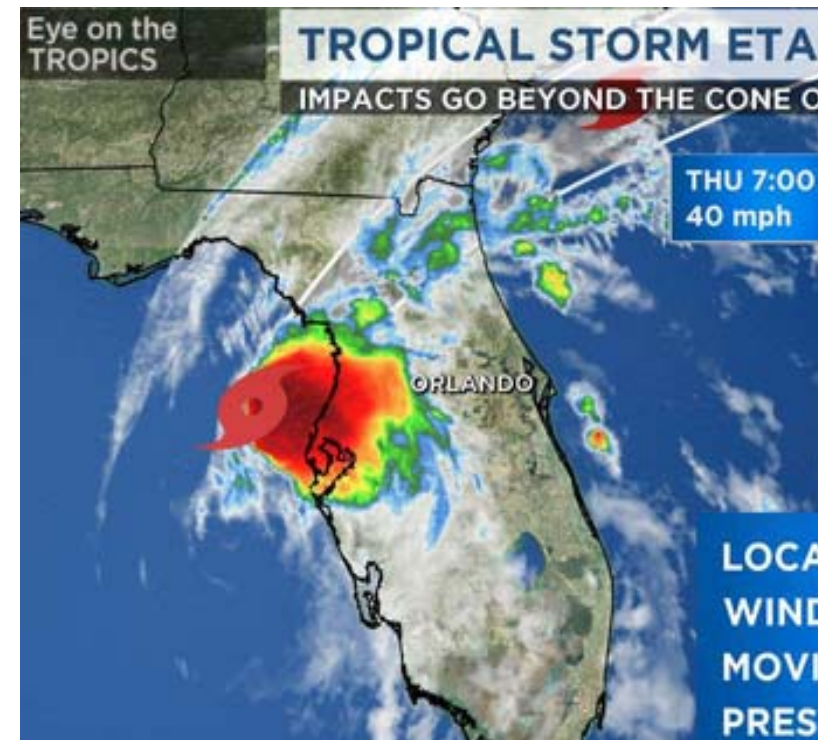 Eye on the
TROPICS
TROPICAL STORM ETA
IMPACTS GO BEYOND THE CONE O
THU 7:00
40 mph
ORLANDO
LOCA
WIND
MOVI
PRES